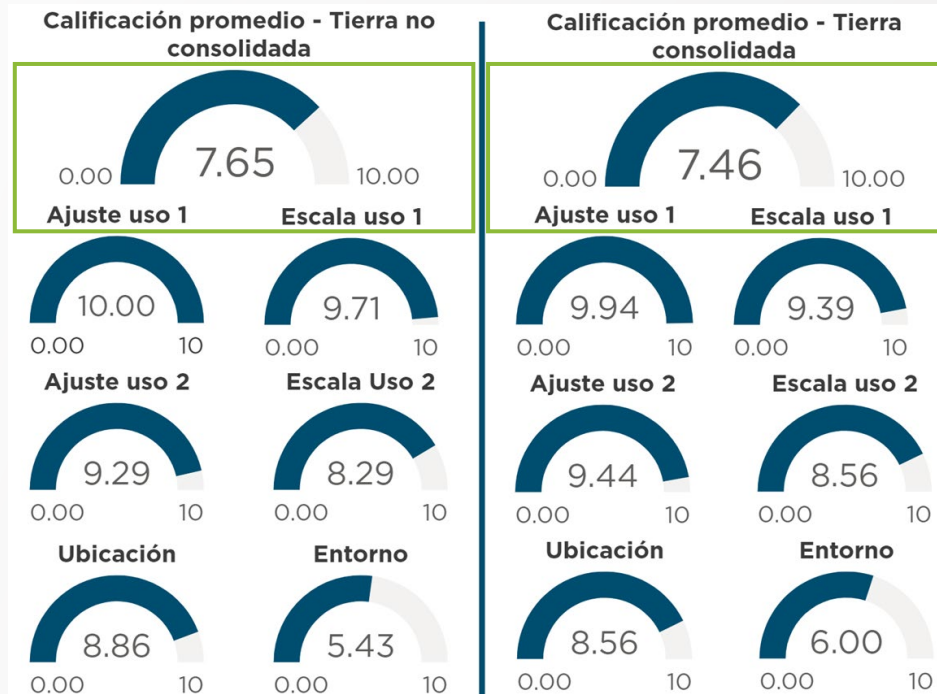 Calificación promedio - Tierra no
consolidada
7.65
0.00
10.00
Ajuste uso 1
Escala uso 1
10.00
9.71
0.00
10
0.00
10
Ajuste uso 2
Escala Uso 2
9.29
8.29
0.00
10
0.00
10
Ubicación
Entorno
8.86
5.43
0.00
10
0.00
10
Calificación promedio - Tierra
consolidada
7.46
0.00
10.00
Ajuste uso 1
Escala uso 1
9.94
9.39
0.00
10
0.00
10
Ajuste uso 2
Escala uso 2
9.44
8.56
0.00
10
0.00
10
Ubicación
Entorno
8.56
6.00
0.00
10
0.00
10